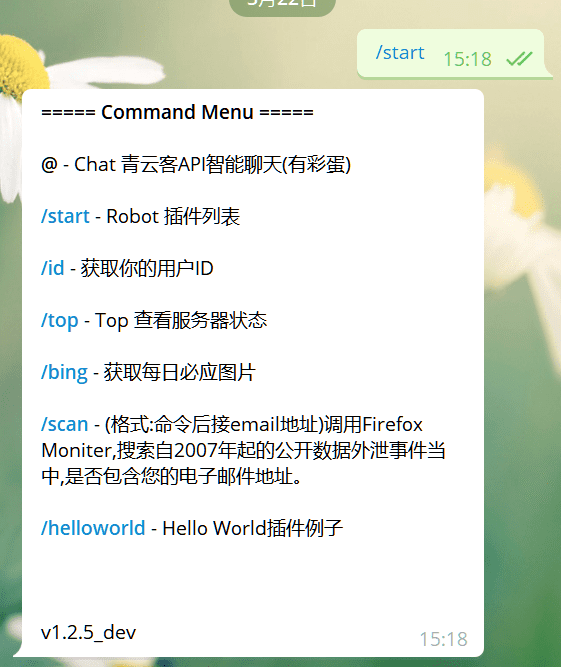 3月22日
/start
15:18
===== Command Menu =====
@ - Chat 青云客API智能聊天(有彩蛋)
/start - Robot 插件列表
/id - 获取你的用户ID
/top - Top 查看服务器状态
/bing - 获取每日必应图片
/scan - (格式:命令后接email地址)调用Firefox
Moniter,搜索自2007年起的公开数据外泄事件当
中,是否包含您的电子邮件地址。
/helloworld - Hello World插件例子
v1.2.5_dev
15:18